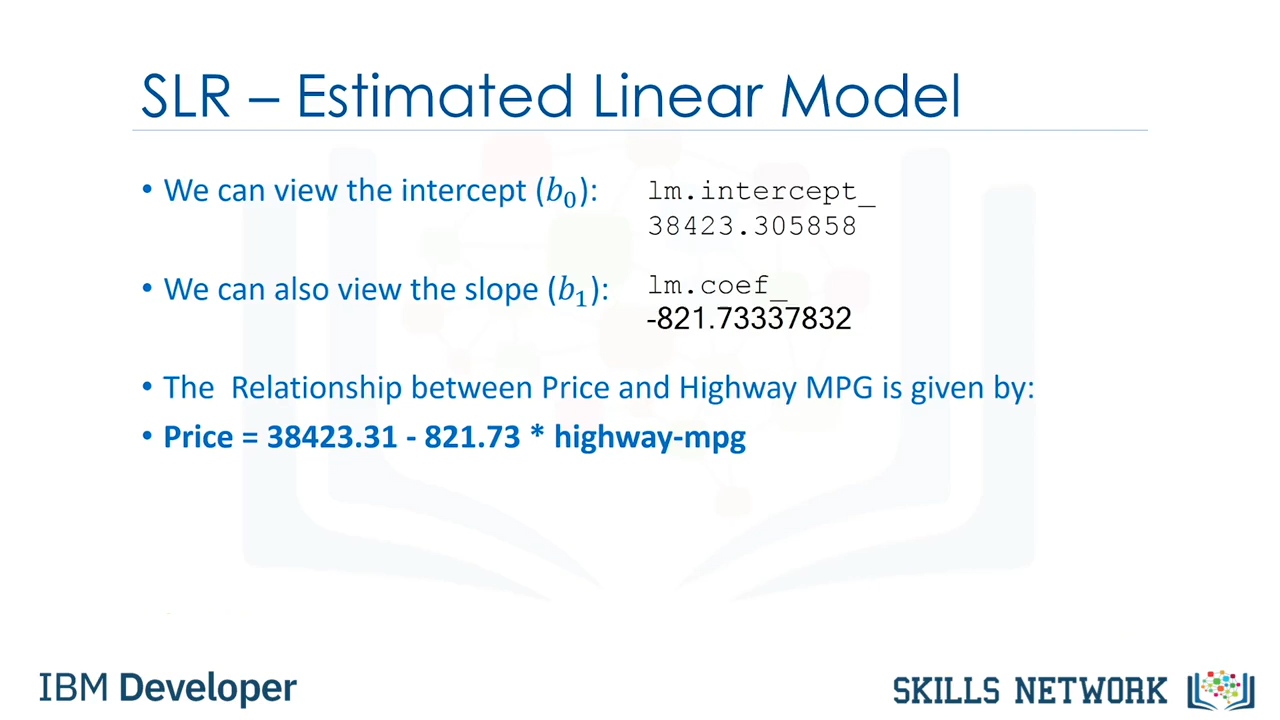 SLR – Estimated Linear Model
• We can view the intercept (b₀): lm.intercept_
38423.305858
• We can also view the slope (b₁): lm.coef_
-821.73337832
• The Relationship between Price and Highway MPG is given by:
• Price = 38423.31 - 821.73 * highway-mpg
IBM Developer
SKILLS NETWORK